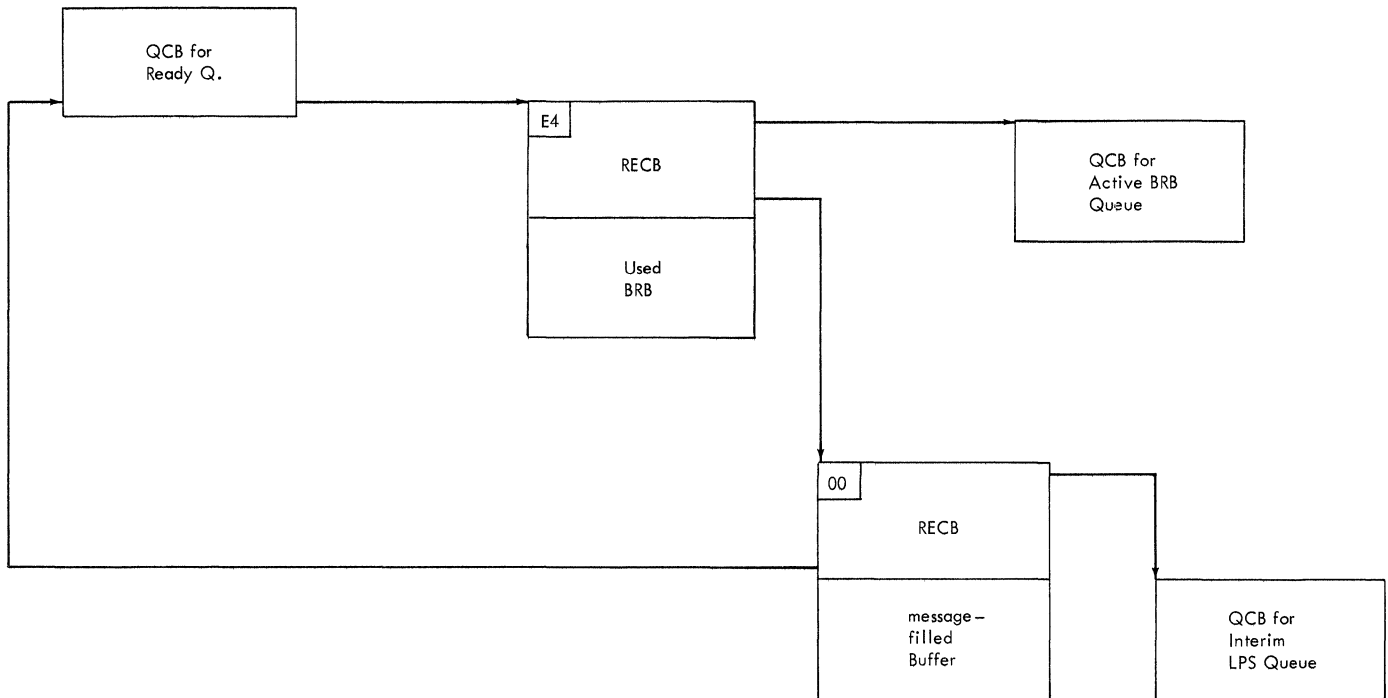 QCB for
Ready Q.
E4
RECB
QCB for
Active BRB
Queue
Used
BRB
00
RECB
message-
filled
Buffer
QCB for
Interim
LPS Queue